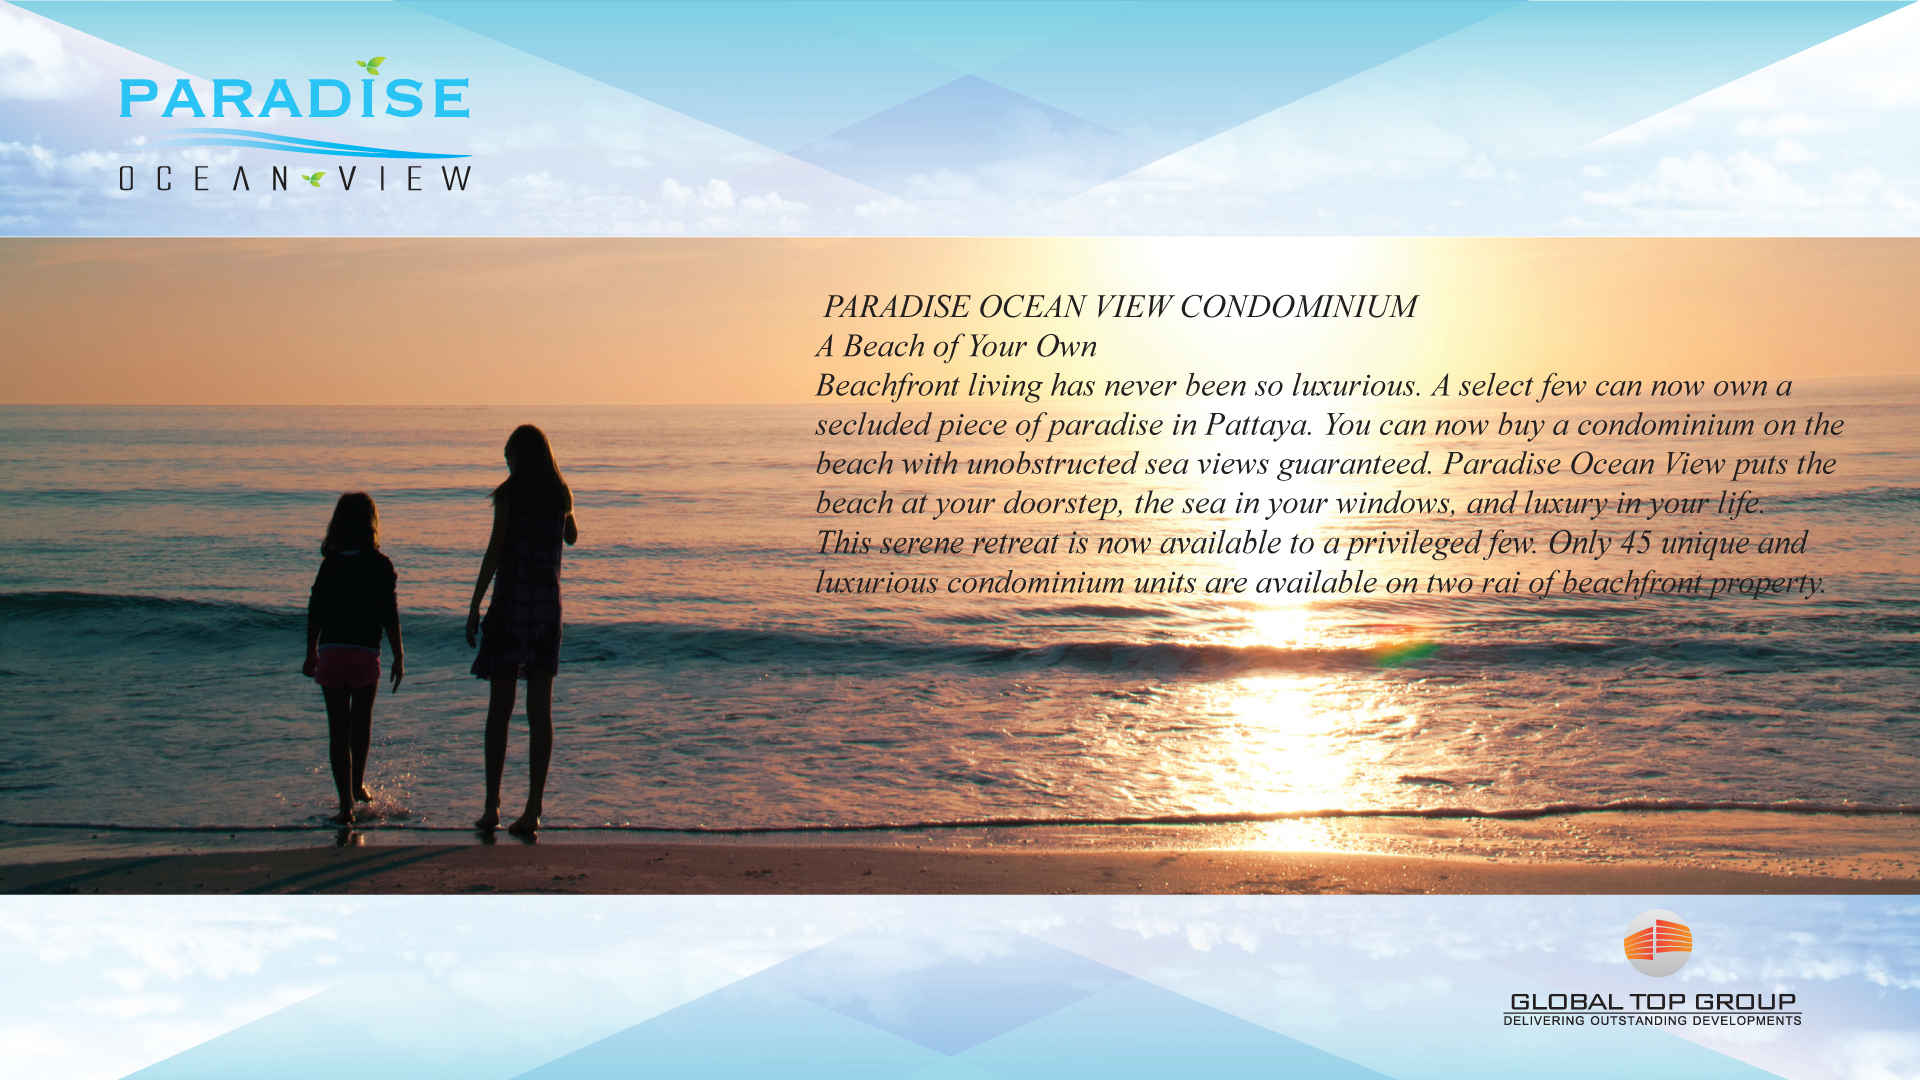 PARADISE
OCEAN VIEW
PARADISE OCEAN VIEW CONDOMINIUM
A Beach of Your Own
Beachfront living has never been so luxurious. A select few can now own a
secluded piece of paradise in Pattaya. You can now buy a condominium on the
beach with unobstructed sea views guaranteed. Paradise Ocean View puts the
beach at your doorstep, the sea in your windows, and luxury in your life.
This serene retreat is now available to a privileged few. Only 45 unique and
luxurious condominium units are available on two rai of beachfront property.
GLOBAL TOP GROUP
DELIVERING OUTSTANDING DEVELOPMENTS